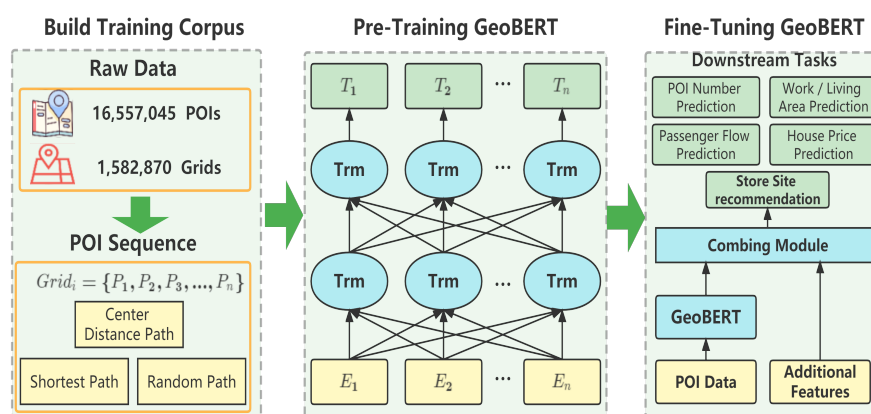 Build Training Corpus
Raw Data
16,557,045 POIs
1,582,870 Grids
POI Sequence
Grid_i = {P_1, P_2, P_3, ..., P_n}
Center
Distance Path
Shortest Path
Random Path
Pre-Training GeoBERT
T_1 T_2 ... T_n
Trm Trm ... Trm
Trm Trm ... Trm
E_1 E_2 ... E_n
Fine-Tuning GeoBERT
Downstream Tasks
POI Number
Prediction
Work / Living
Area Prediction
Passenger Flow
Prediction
House Price
Prediction
Store Site
recommendation
Combing Module
GeoBERT
POI Data
Additional
Features